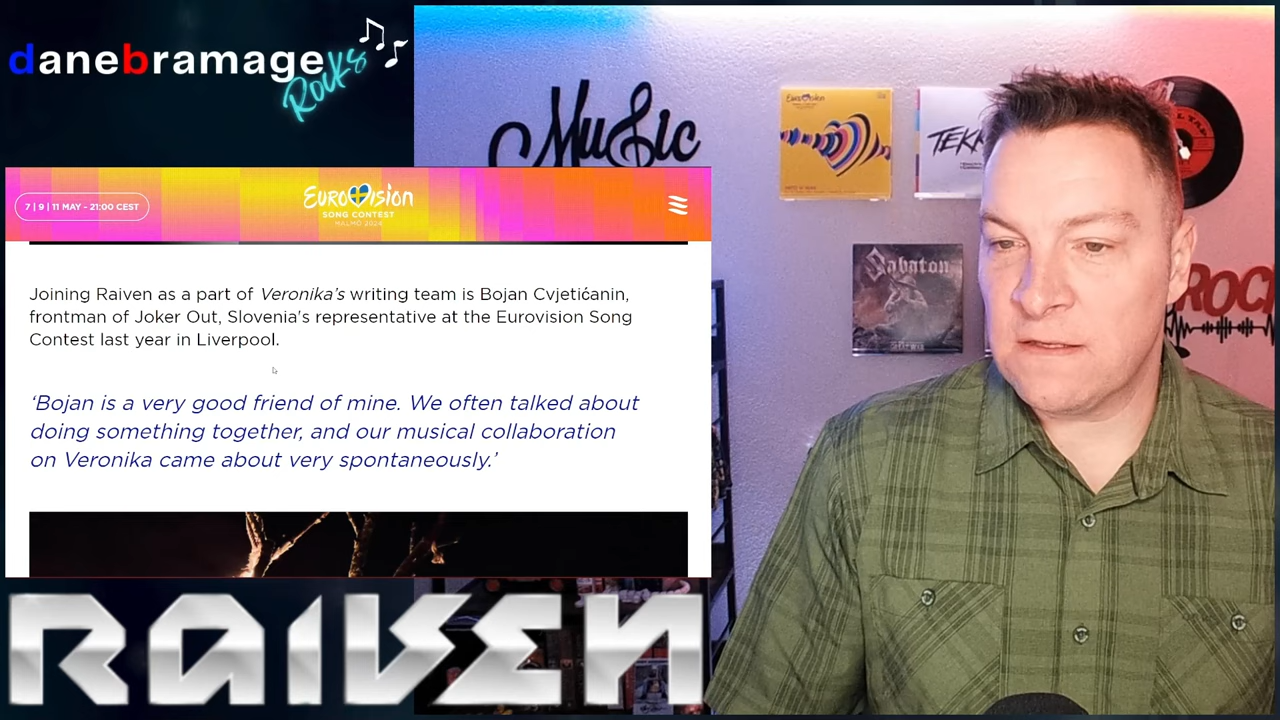 danebramage
Rocks
Music
EUROVISION
TEKK
Sabaton
ROCK
7 | 9 | 11 MAY - 21:00 CEST
EUROVISION
SONG CONTEST
MALMÖ 2024
Joining Raiven as a part of Veronika's writing team is Bojan Cvjetićanin,
frontman of Joker Out, Slovenia's representative at the Eurovision Song
Contest last year in Liverpool.
‘Bojan is a very good friend of mine. We often talked about
doing something together, and our musical collaboration
on Veronika came about very spontaneously.’
RAIVEN